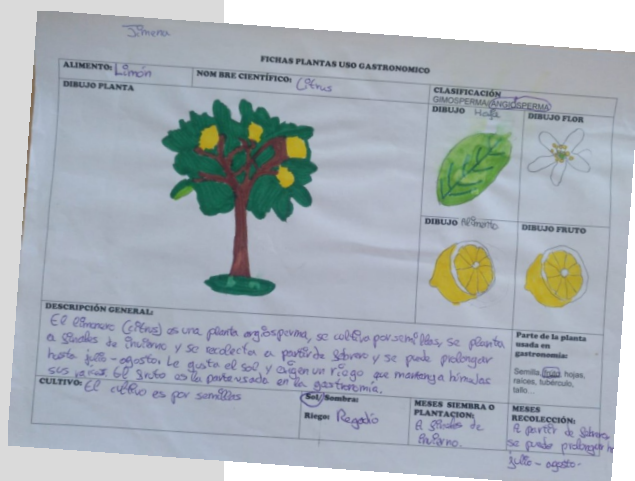 Jimena
FICHAS PLANTAS USO GASTRONOMICO
ALIMENTO: Limón
NOM BRE CIENTÍFICO: Citrus
CLASIFICACIÓN
GIMOSPERMA/ANGIOSPERMA
DIBUJO PLANTA
DIBUJO Hoja
DIBUJO FLOR
DIBUJO Alimento
DIBUJO FRUTO
DESCRIPCIÓN GENERAL:
El limonero (citrus) es una planta angiosperma, se cultiva por semillas, se planta
a finales de invierno y se recolecta a partir de febrero y se puede prolongar
hasta julio - agosto. Le gusta el sol, y exigen un riego que mantenga húmedas
sus raíces. El fruto es la parte usada en la gastronomía.
Parte de la planta
usada en
gastronomía:
Semilla, fruto, hojas,
raíces, tubérculo,
tallo...
CULTIVO: El cultivo es por semillas
Sol/Sombra:
Riego: Regadío
MESES SIEMBRA O
PLANTACION:
A finales de
invierno.
MESES
RECOLECCIÓN:
A partir de febrero
se puede prolongar
julio - agosto.